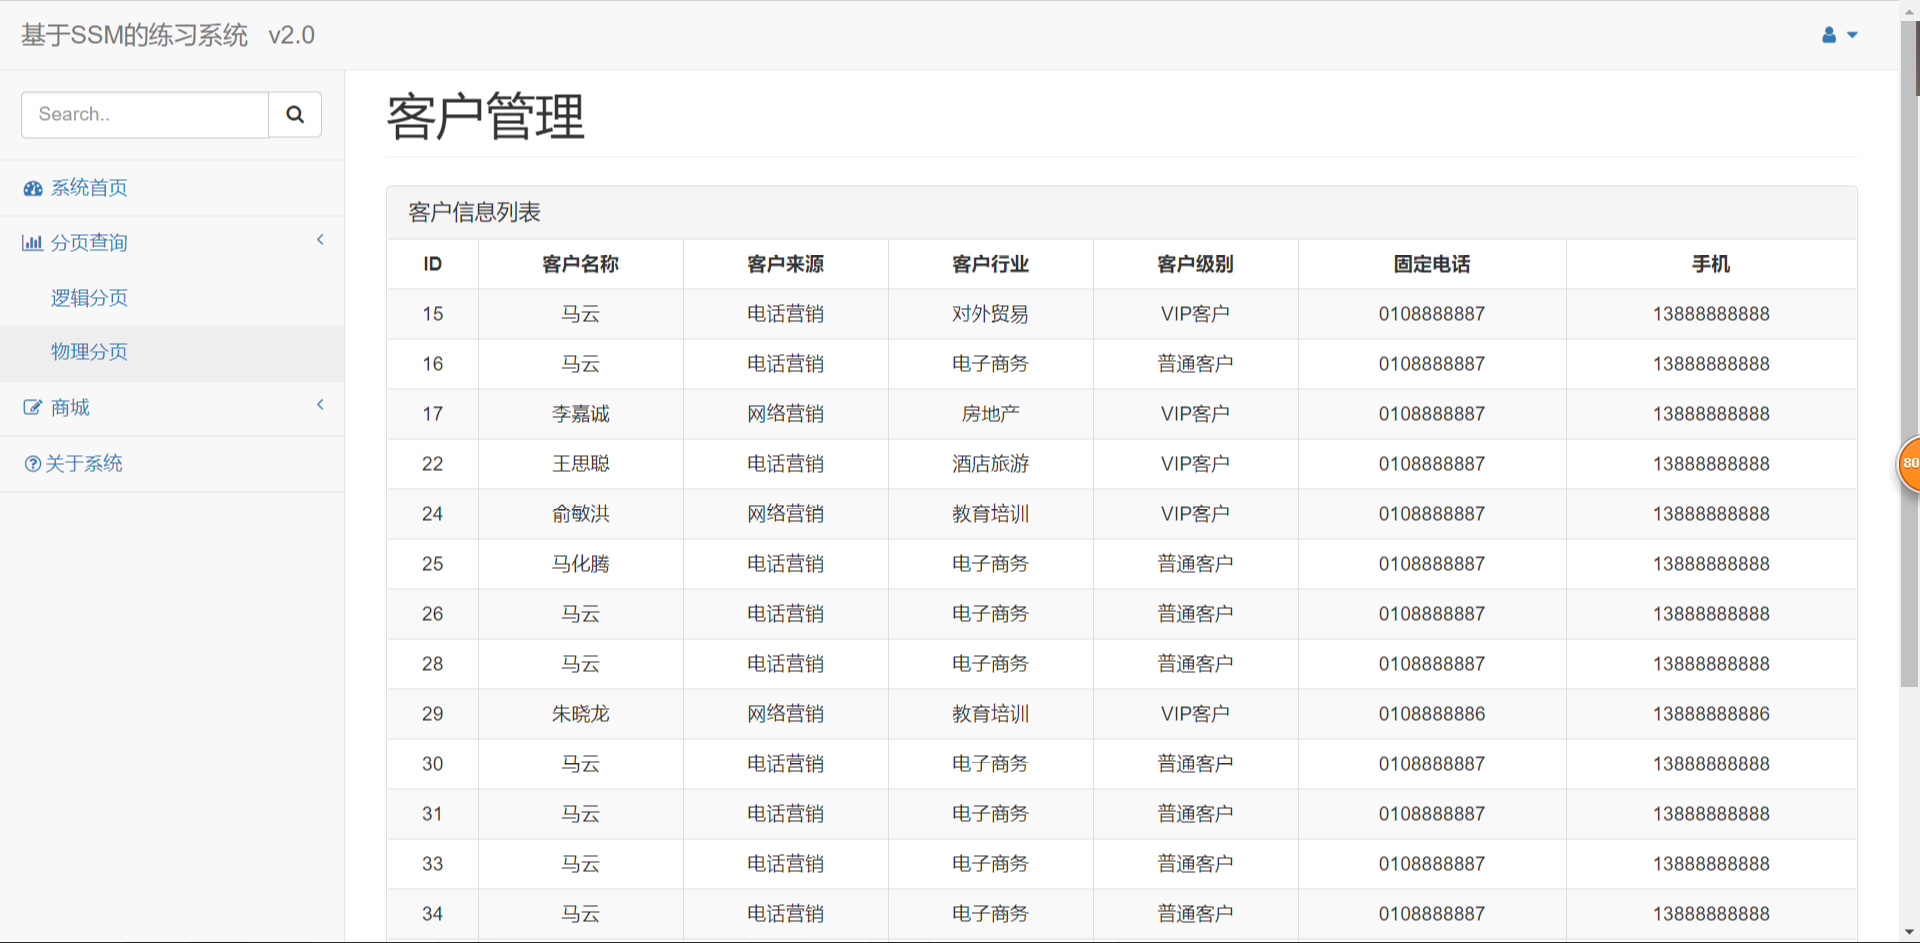 基于SSM的练习系统 v2.0
Search..
系统首页
分页查询
逻辑分页
物理分页
商城
关于系统
客户管理
客户信息列表
ID 客户名称 客户来源 客户行业 客户级别 固定电话 手机
15 马云 电话营销 对外贸易 VIP客户 0108888887 13888888888
16 马云 电话营销 电子商务 普通客户 0108888887 13888888888
17 李嘉诚 网络营销 房地产 VIP客户 0108888887 13888888888
22 王思聪 电话营销 酒店旅游 VIP客户 0108888887 13888888888
24 俞敏洪 网络营销 教育培训 VIP客户 0108888887 13888888888
25 马化腾 电话营销 电子商务 普通客户 0108888887 13888888888
26 马云 电话营销 电子商务 普通客户 0108888887 13888888888
28 马云 电话营销 电子商务 普通客户 0108888887 13888888888
29 朱晓龙 网络营销 教育培训 VIP客户 0108888886 13888888886
30 马云 电话营销 电子商务 普通客户 0108888887 13888888888
31 马云 电话营销 电子商务 普通客户 0108888887 13888888888
33 马云 电话营销 电子商务 普通客户 0108888887 13888888888
34 马云 电话营销 电子商务 普通客户 0108888887 13888888888
80